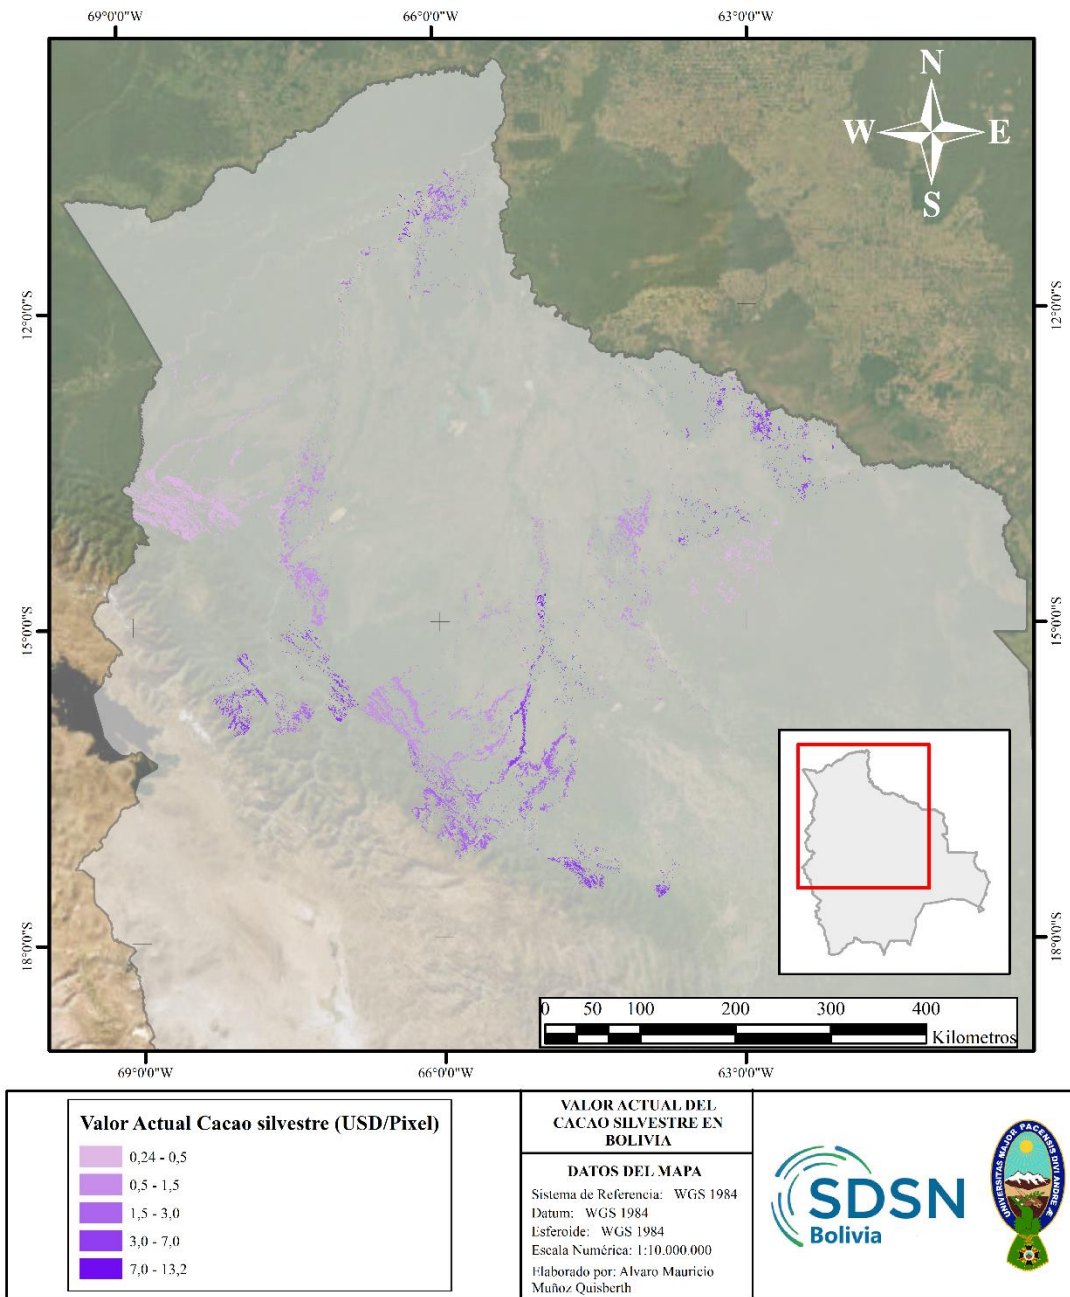 69°0'0"W 66°0'0"W 63°0'0"W
N
W E
S
12°0'0"S 12°0'0"S
15°0'0"S 15°0'0"S
18°0'0"S 18°0'0"S
0 50 100 200 300 400
Kilometros
69°0'0"W 66°0'0"W 63°0'0"W
Valor Actual Cacao silvestre (USD/Pixel)
0,24 - 0,5
0,5 - 1,5
1,5 - 3,0
3,0 - 7,0
7,0 - 13,2
VALOR ACTUAL DEL
CACAO SILVESTRE EN
BOLIVIA
DATOS DEL MAPA
Sistema de Referencia: WGS 1984
Datum: WGS 1984
Esferoide: WGS 1984
Escala Numérica: 1:10.000.000
Elaborado por: Alvaro Mauricio
Muñoz Quisberth
SDSN
Bolivia
UNIVERSITAS MAJOR PACENSIS DIVI ANDRE Æ